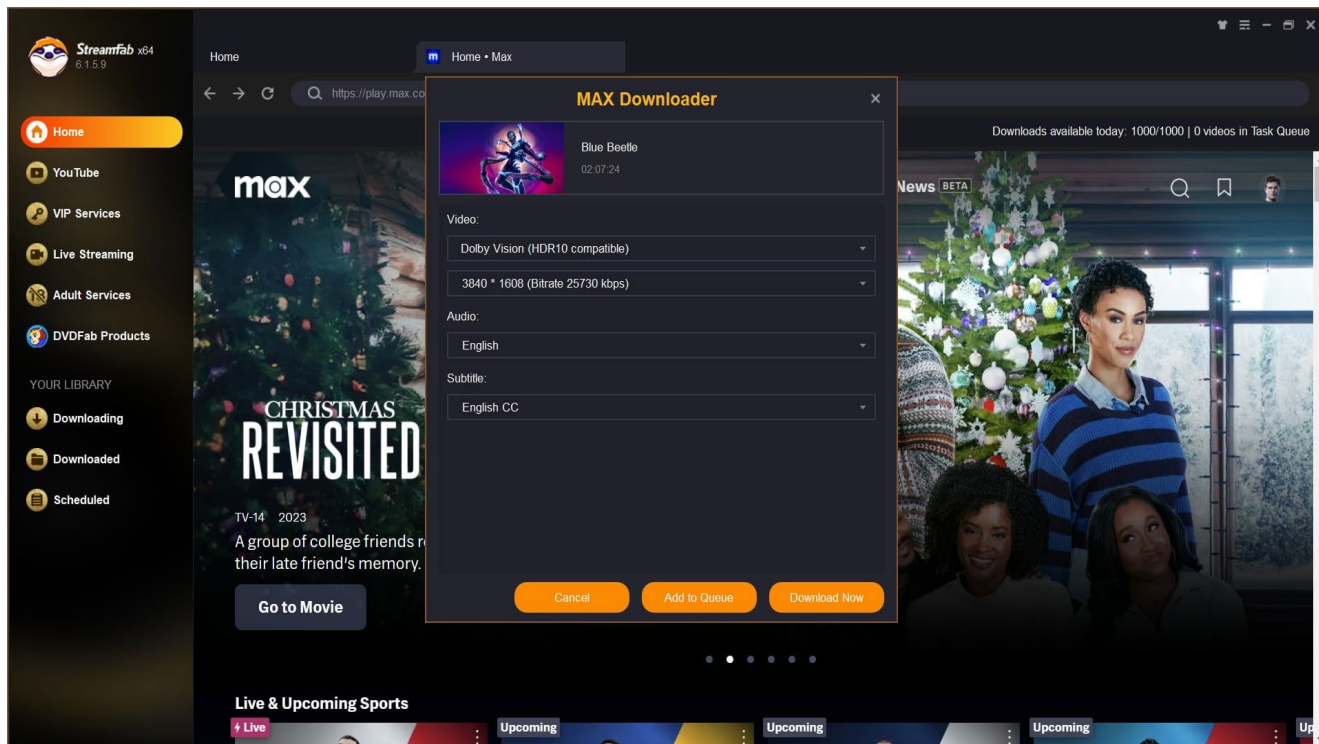 StreamFab x64
6.1.5.9
Home
YouTube
VIP Services
Live Streaming
Adult Services
DVDFab Products
YOUR LIBRARY
Downloading
Downloaded
Scheduled
Home
m Home • Max
https://play.max.co
Downloads available today: 1000/1000 | 0 videos in Task Queue
max
News BETA
CHRISTMAS
REVISITED
TV-14 2023
A group of college friends r
their late friend's memory.
Go to Movie
MAX Downloader
Blue Beetle
02:07:24
Video:
Dolby Vision (HDR10 compatible)
3840 * 1608 (Bitrate 25730 kbps)
Audio:
English
Subtitle:
English CC
Cancel
Add to Queue
Download Now
Live & Upcoming Sports
Live
Upcoming
Upcoming
Upcoming
Up